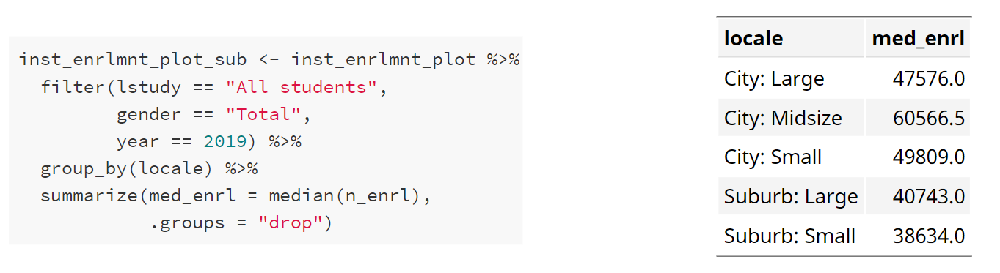 inst_enrlmnt_plot_sub <- inst_enrlmnt_plot %>%
  filter(lstudy == "All students",
         gender == "Total",
         year == 2019) %>%
  group_by(locale) %>%
  summarize(med_enrl = median(n_enrl),
            .groups = "drop")
locale med_enrl
City: Large 47576.0
City: Midsize 60566.5
City: Small 49809.0
Suburb: Large 40743.0
Suburb: Small 38634.0